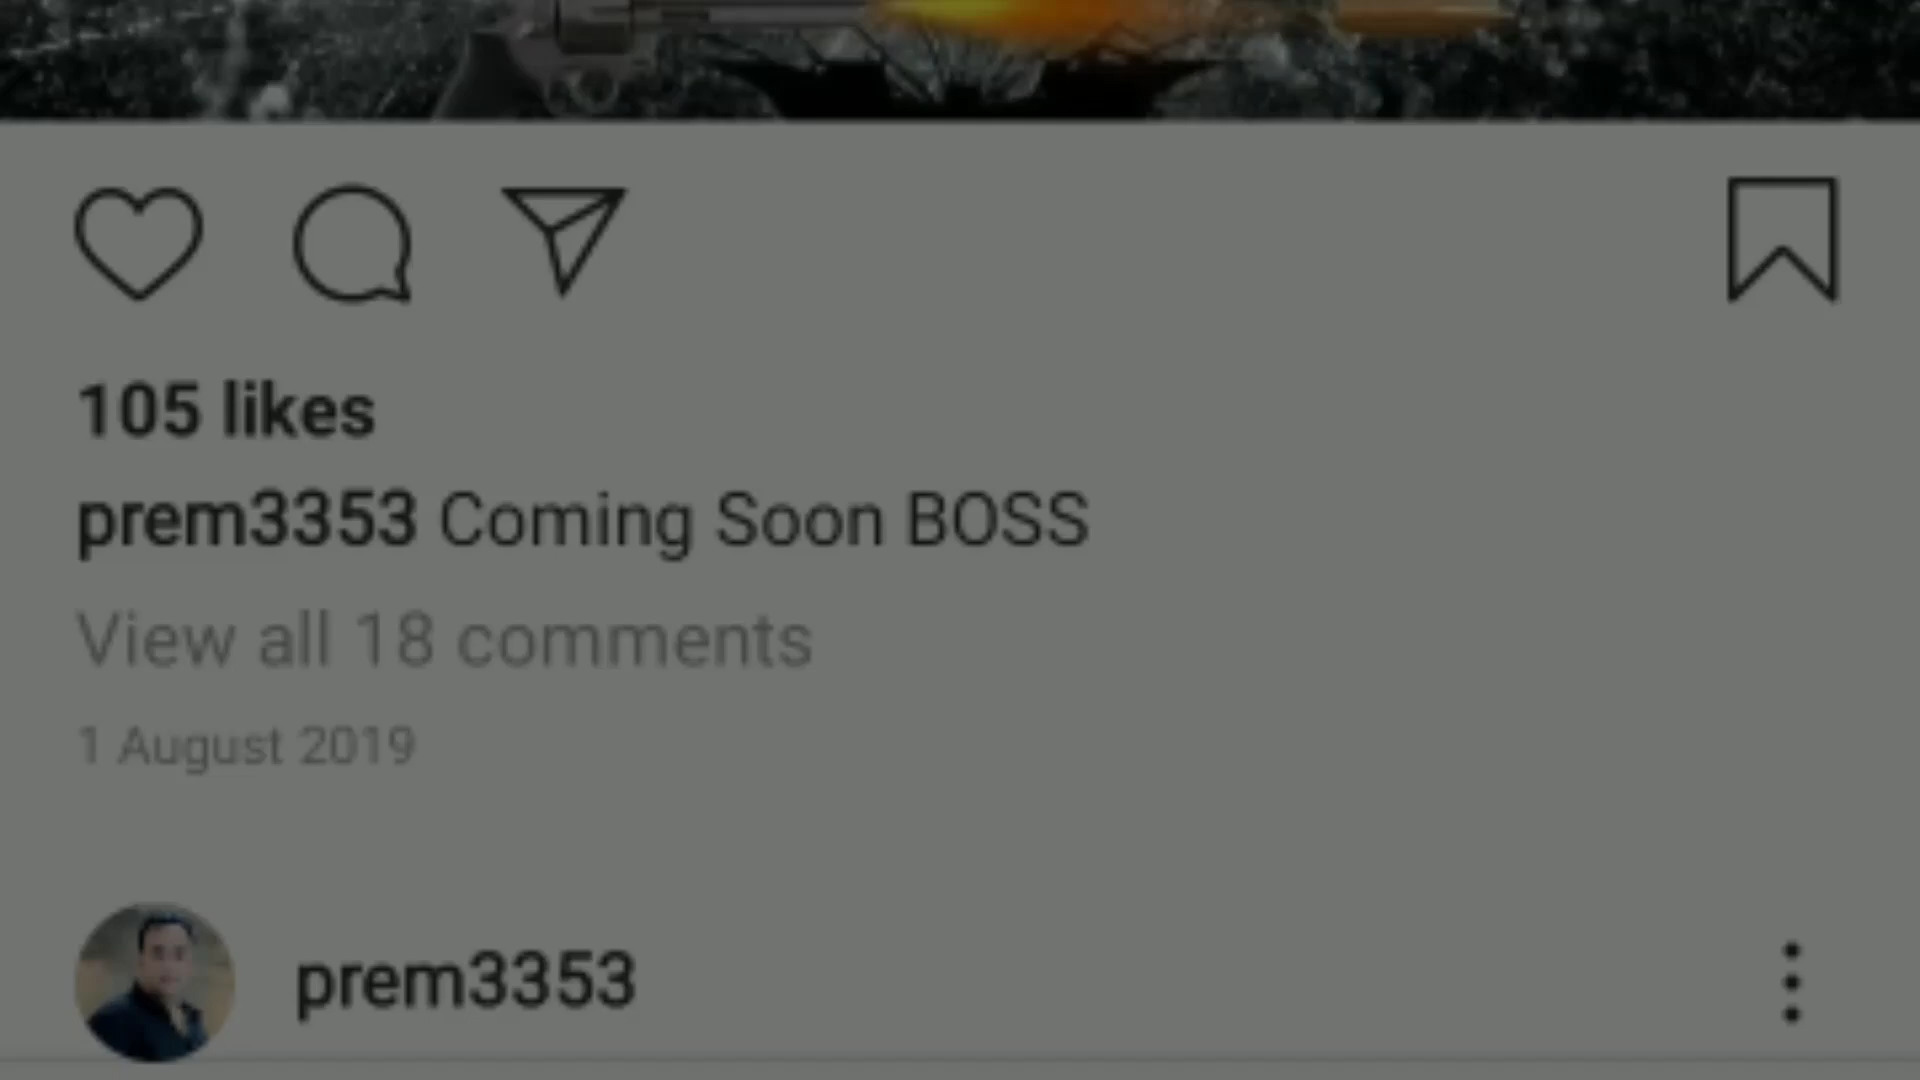 105 likes
prem3353 Coming Soon BOSS
View all 18 comments
1 August 2019
prem3353